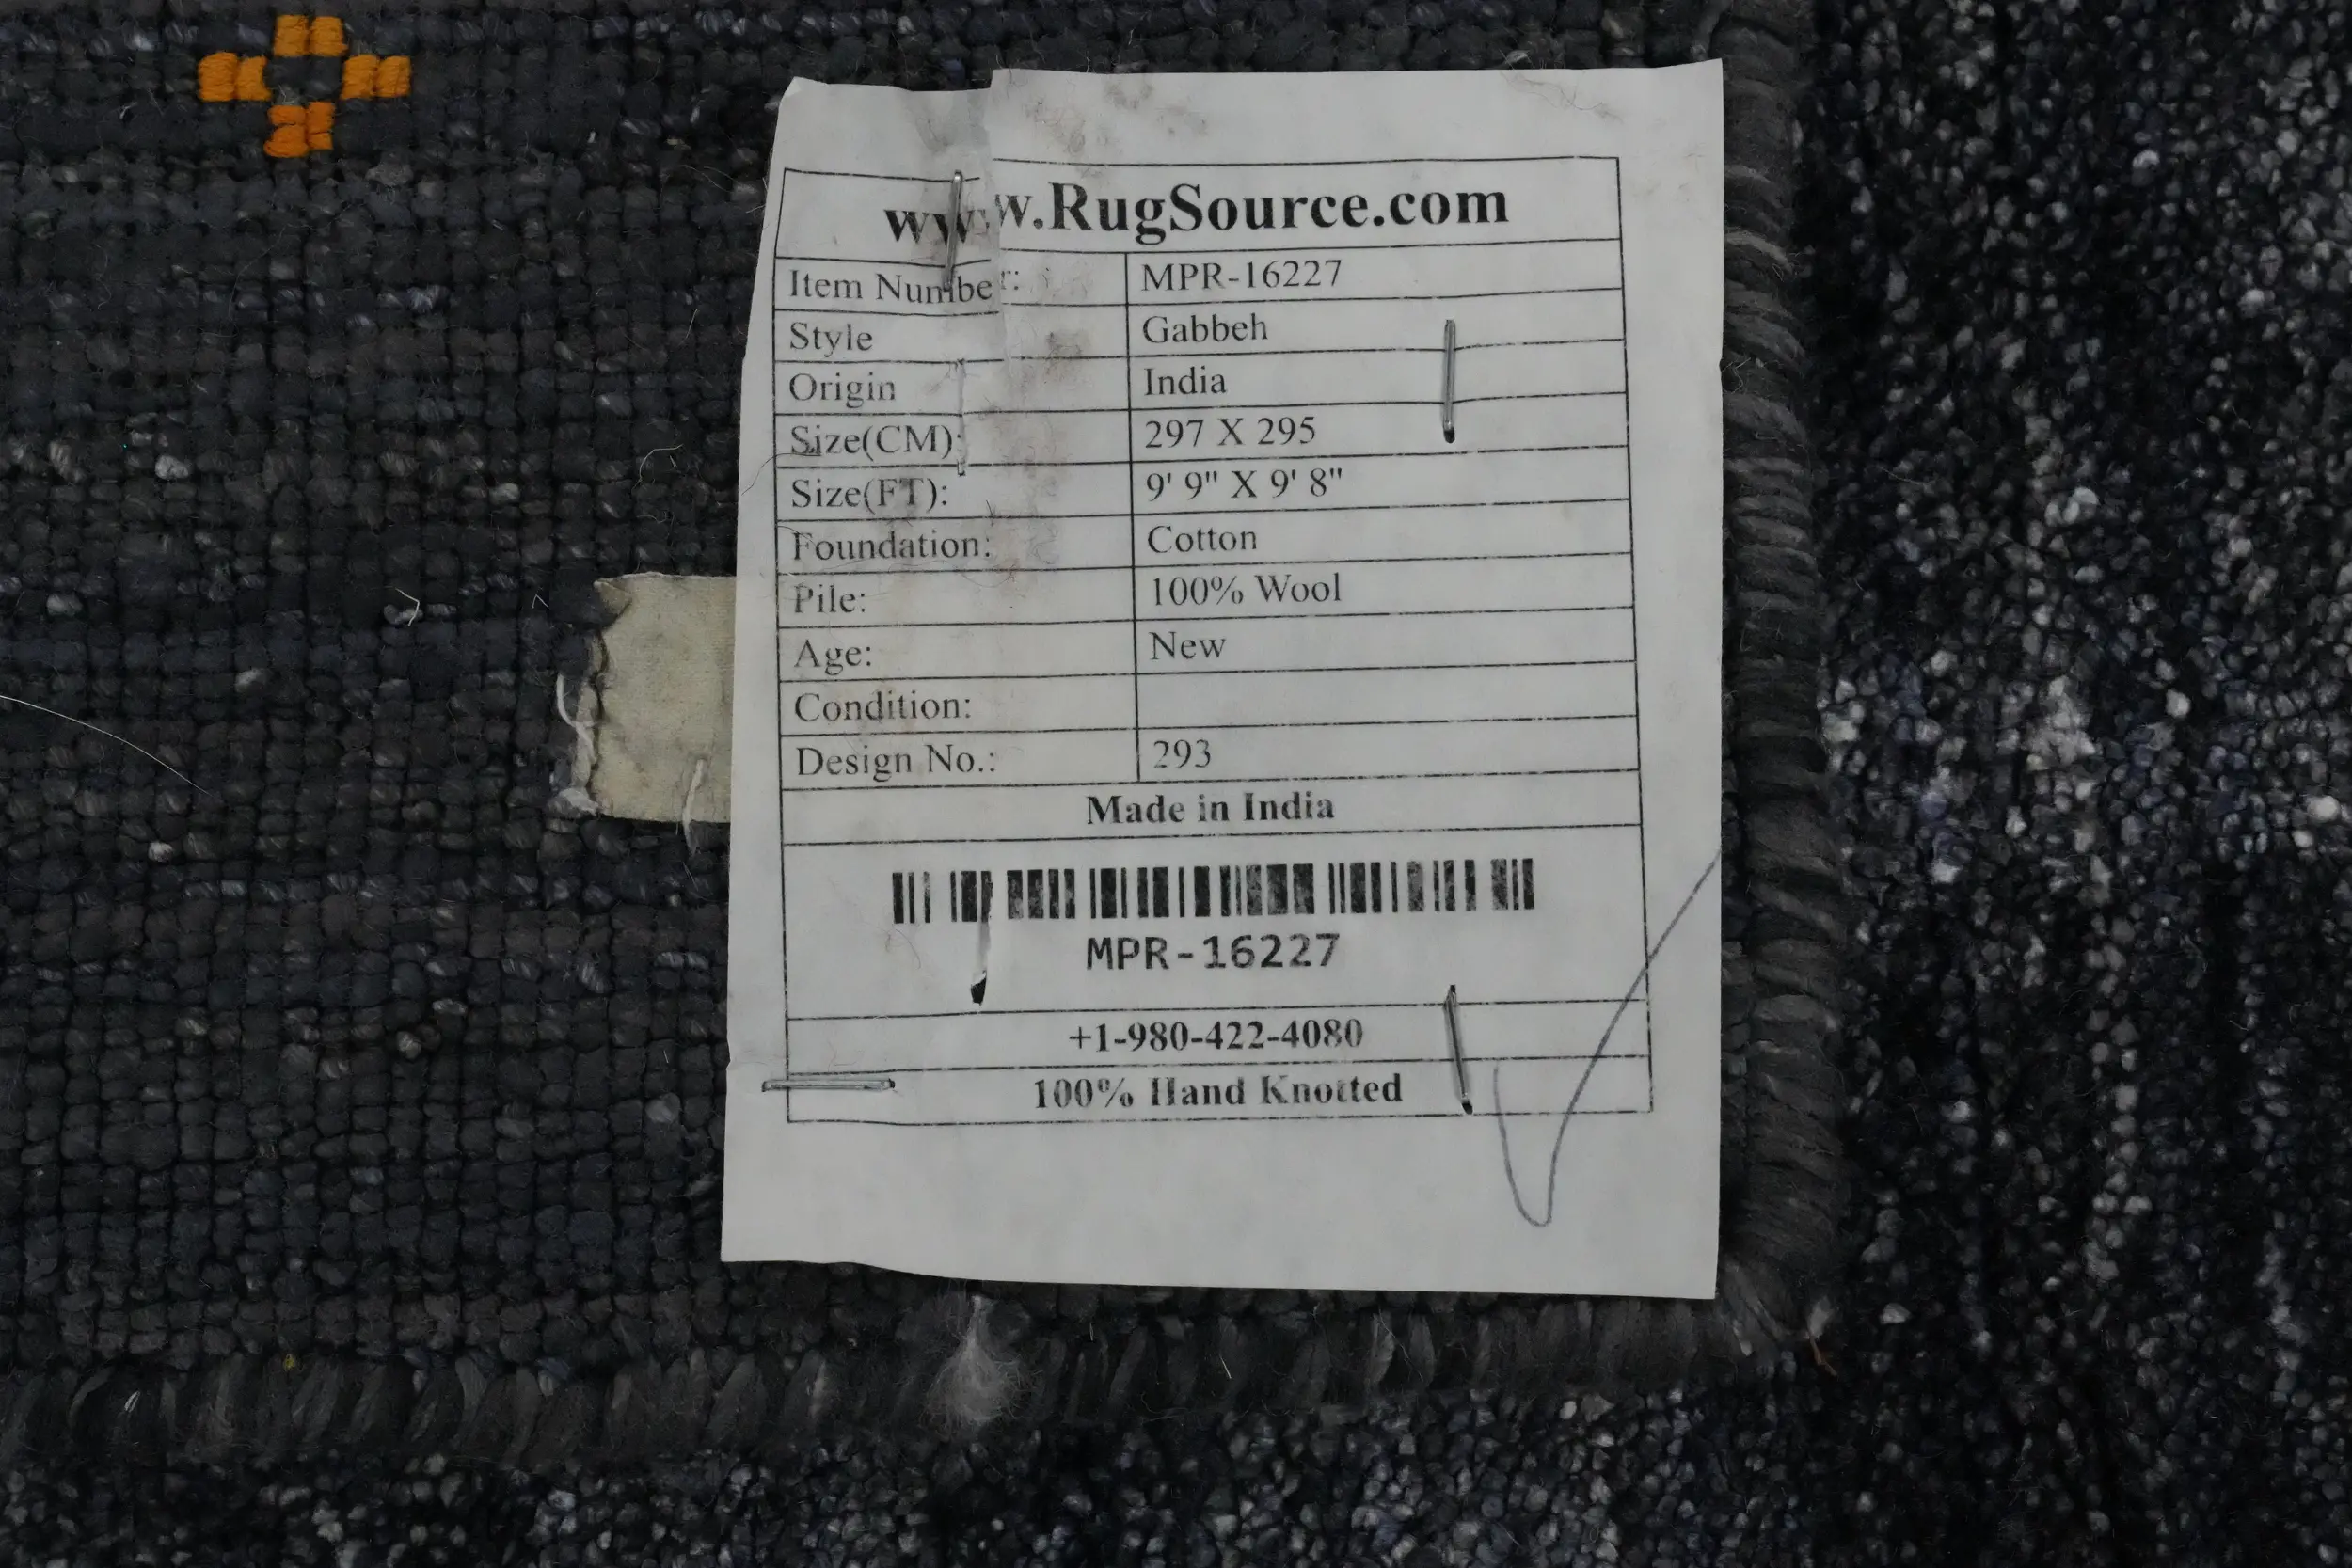 www.RugSource.com
Item Number: MPR-16227
Style Gabbeh
Origin India
Size(CM): 297 X 295
Size(FT): 9' 9" X 9' 8"
Foundation: Cotton
Pile: 100% Wool
Age: New
Condition:
Design No.: 293
Made in India
MPR-16227
+1-980-422-4080
100% Hand Knotted